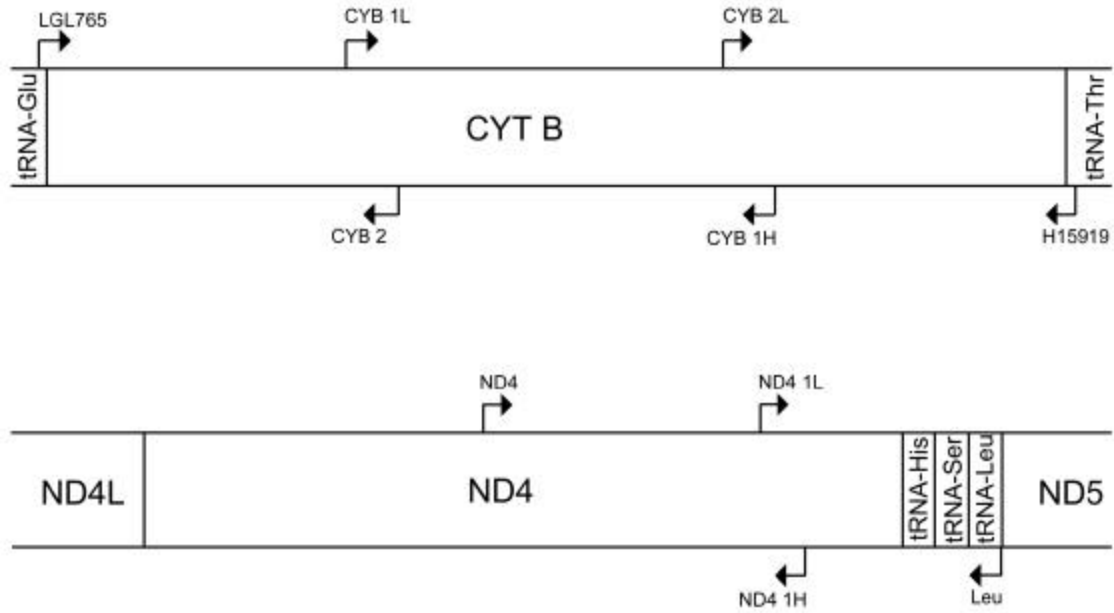 LGL765
CYB 1L
CYB 2L
tRNA-Glu
CYT B
tRNA-Thr
CYB 2
CYB 1H
H15919
ND4
ND4 1L
ND4L
ND4
tRNA-His
tRNA-Ser
tRNA-Leu
ND5
ND4 1H
Leu